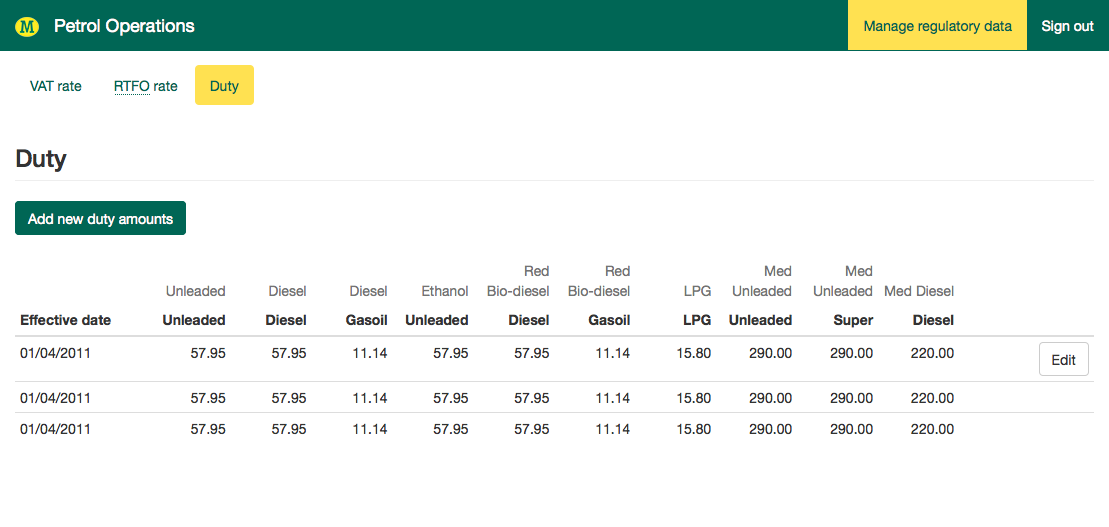 M Petrol Operations Manage regulatory data Sign out
VAT rate RTFO rate Duty
Duty
Add new duty amounts
Red Red Med Med
Unleaded Diesel Diesel Ethanol Bio-diesel Bio-diesel LPG Unleaded Unleaded Med Diesel
Effective date Unleaded Diesel Gasoil Unleaded Diesel Gasoil LPG Unleaded Super Diesel
01/04/2011 57.95 57.95 11.14 57.95 57.95 11.14 15.80 290.00 290.00 220.00 Edit
01/04/2011 57.95 57.95 11.14 57.95 57.95 11.14 15.80 290.00 290.00 220.00
01/04/2011 57.95 57.95 11.14 57.95 57.95 11.14 15.80 290.00 290.00 220.00